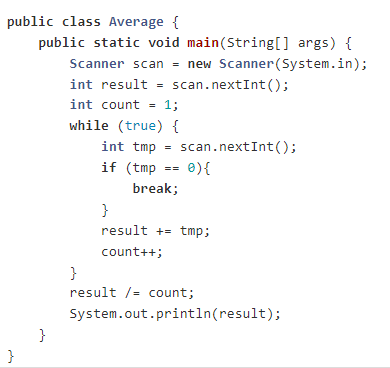 public class Average {
    public static void main(String[] args) {
        Scanner scan = new Scanner(System.in);
        int result = scan.nextInt();
        int count = 1;
        while (true) {
            int tmp = scan.nextInt();
            if (tmp == 0){
                break;
            }
            result += tmp;
            count++;
        }
        result /= count;
        System.out.println(result);
    }
}